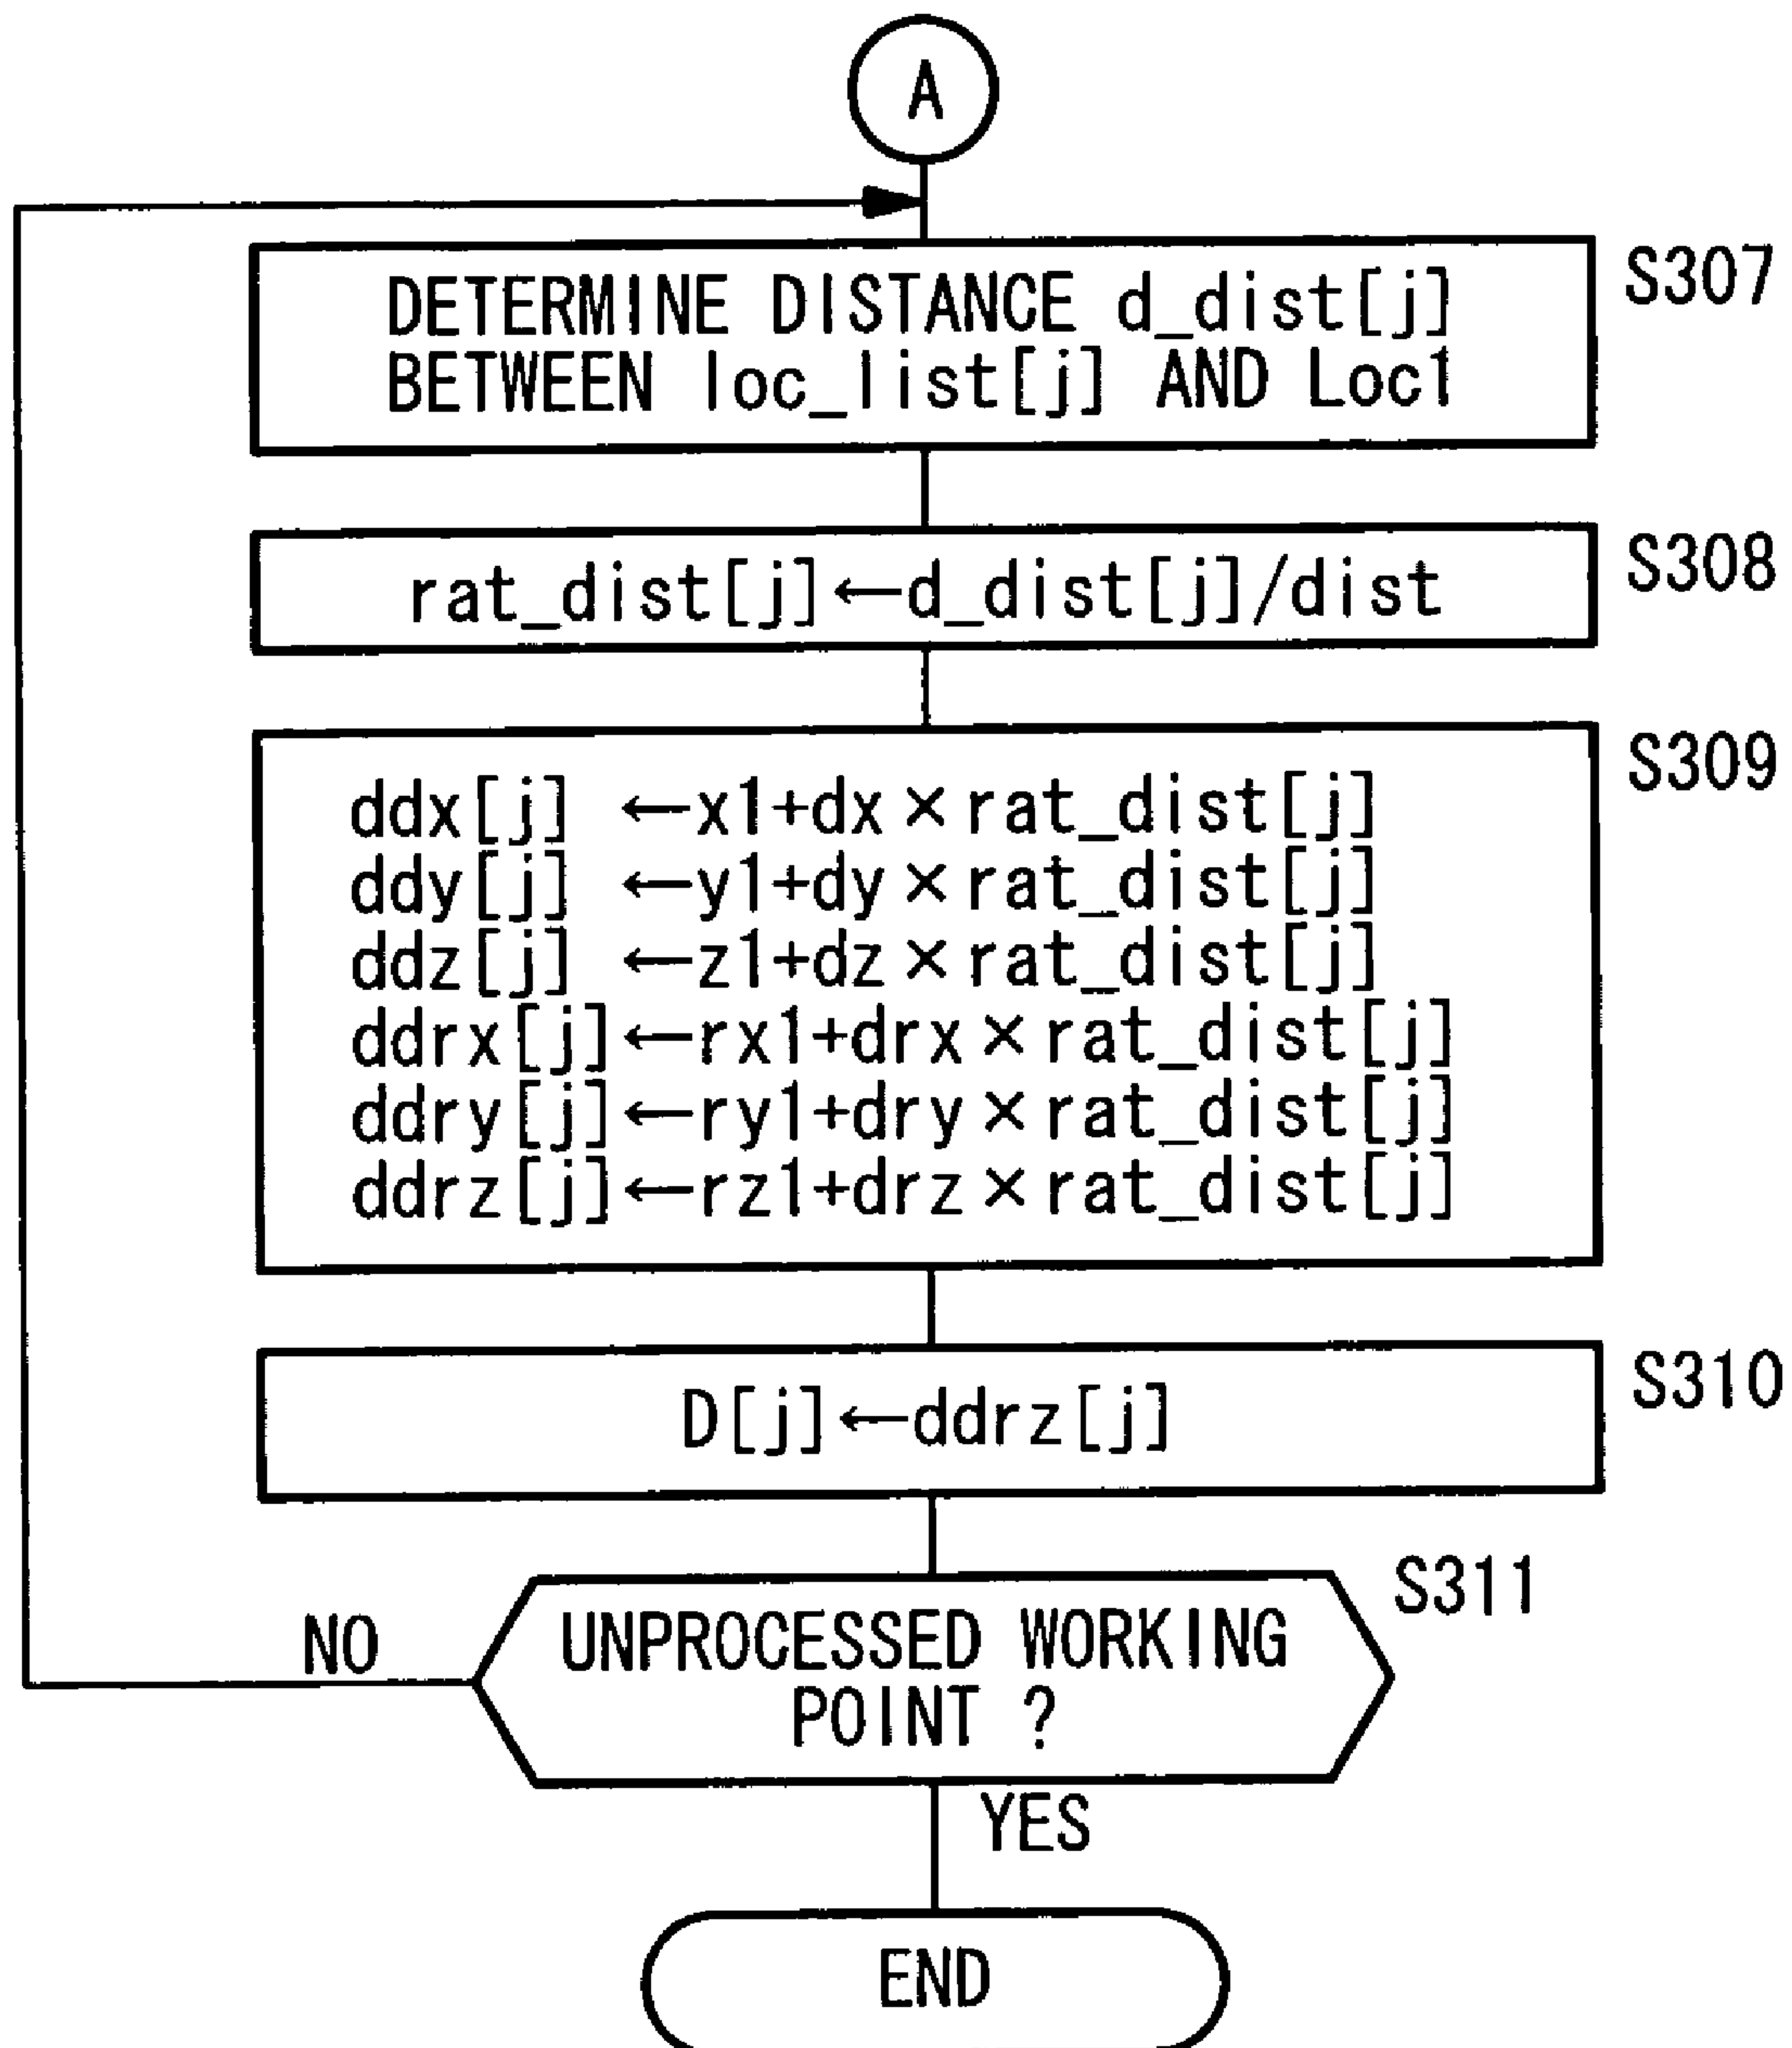 A
DETERMINE DISTANCE d_dist[j]
BETWEEN loc_list[j] AND Loc1
S307
rat_dist[j]←d_dist[j]/dist
S308
S309
ddx[j] ←x1+dx×rat_dist[j]
ddy[j] ←y1+dy×rat_dist[j]
ddz[j] ←z1+dz×rat_dist[j]
ddrx[j]←rx1+drx×rat_dist[j]
ddry[j]←ry1+dry×rat_dist[j]
ddrz[j]←rz1+drz×rat_dist[j]
S310
D[j]←ddrz[j]
S311
NO
UNPROCESSED WORKING
POINT ?
YES
END